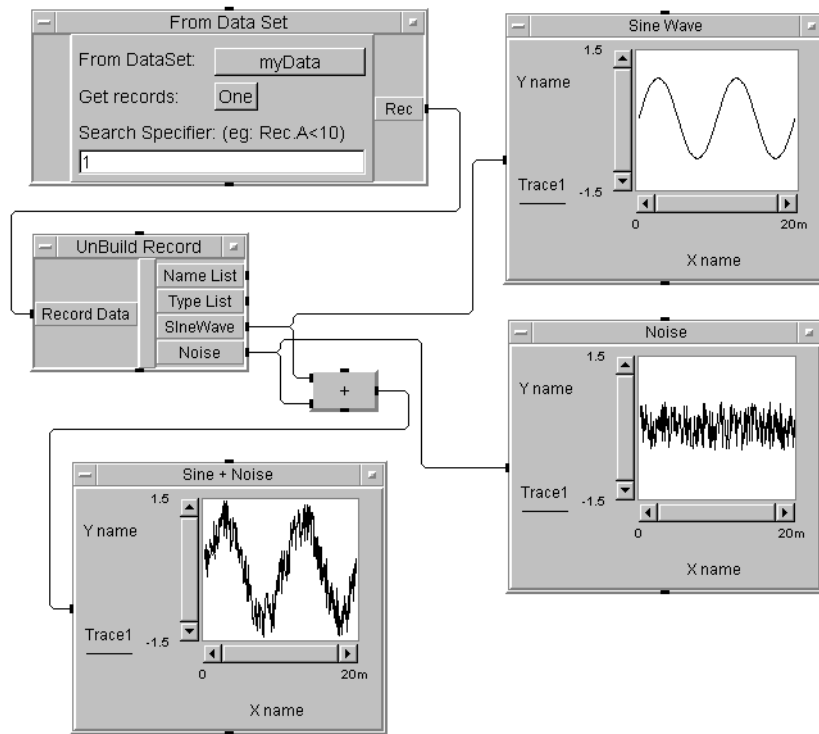 From Data Set
From DataSet: myData
Get records: One
Search Specifier: (eg: Rec.A<10)
1
Rec
Sine Wave
1.5
Y name
Trace1
-1.5
0 20m
X name
UnBuild Record
Record Data
Name List
Type List
SIneWave
Noise
+
Noise
1.5
Y name
Trace1
-1.5
0 20m
X name
Sine + Noise
1.5
Y name
Trace1
-1.5
0 20m
X name